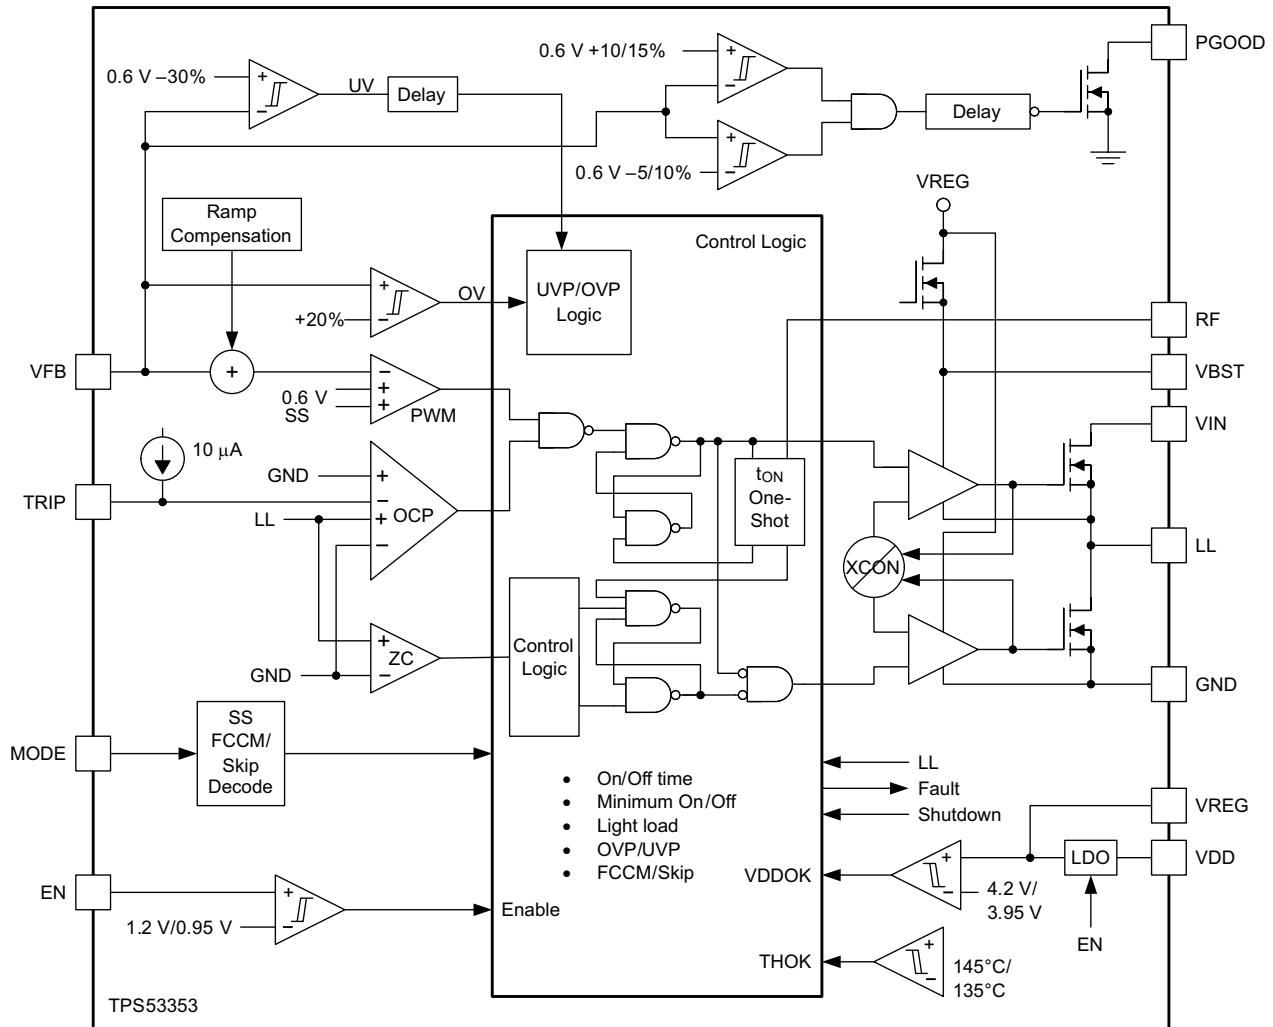 PGOOD
0.6 V +10/15%
0.6 V –30%
+
–
UV
Delay
+
–
Delay
+
–
0.6 V –5/10%
VREG
Ramp
Compensation
Control Logic
UVP/OVP
Logic
+
–
OV
+20%
RF
VFB
+
–
+
+
0.6 V
SS
PWM
VBST
VIN
10 μA
GND
+
–
+
–
OCP
TRIP
LL
tON
One-
Shot
XCON
LL
Control
Logic
+
–
ZC
GND
GND
SS
FCCM/
Skip
Decode
MODE
• On/Off time
• Minimum On/Off
• Light load
• OVP/UVP
• FCCM/Skip
LL
Fault
Shutdown
VREG
LDO
VDD
VDDOK
+
–
4.2 V/
3.95 V
EN
EN
+
–
1.2 V/0.95 V
Enable
THOK
+
–
145°C/
135°C
TPS53353